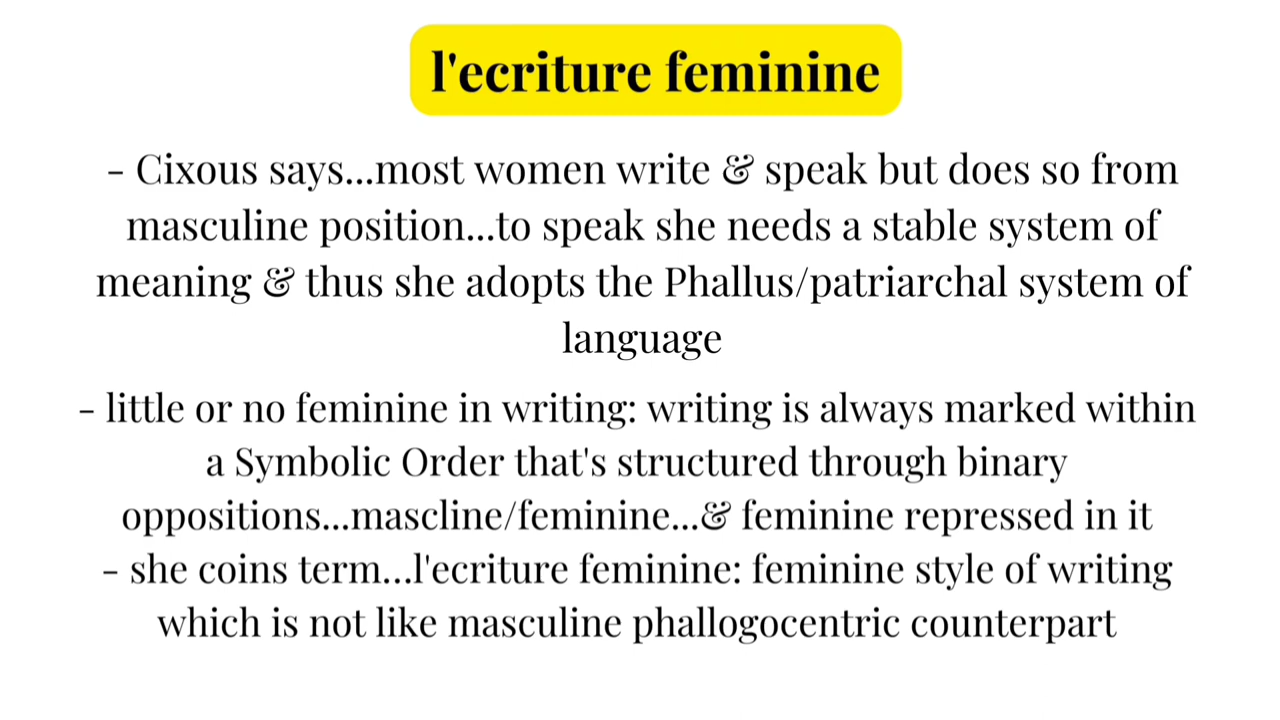 l'ecriture feminine
- Cixous says...most women write & speak but does so from
masculine position...to speak she needs a stable system of
meaning & thus she adopts the Phallus/patriarchal system of
language
- little or no feminine in writing: writing is always marked within
a Symbolic Order that's structured through binary
oppositions...mascline/feminine...& feminine repressed in it
- she coins term...l'ecriture feminine: feminine style of writing
which is not like masculine phallogocentric counterpart